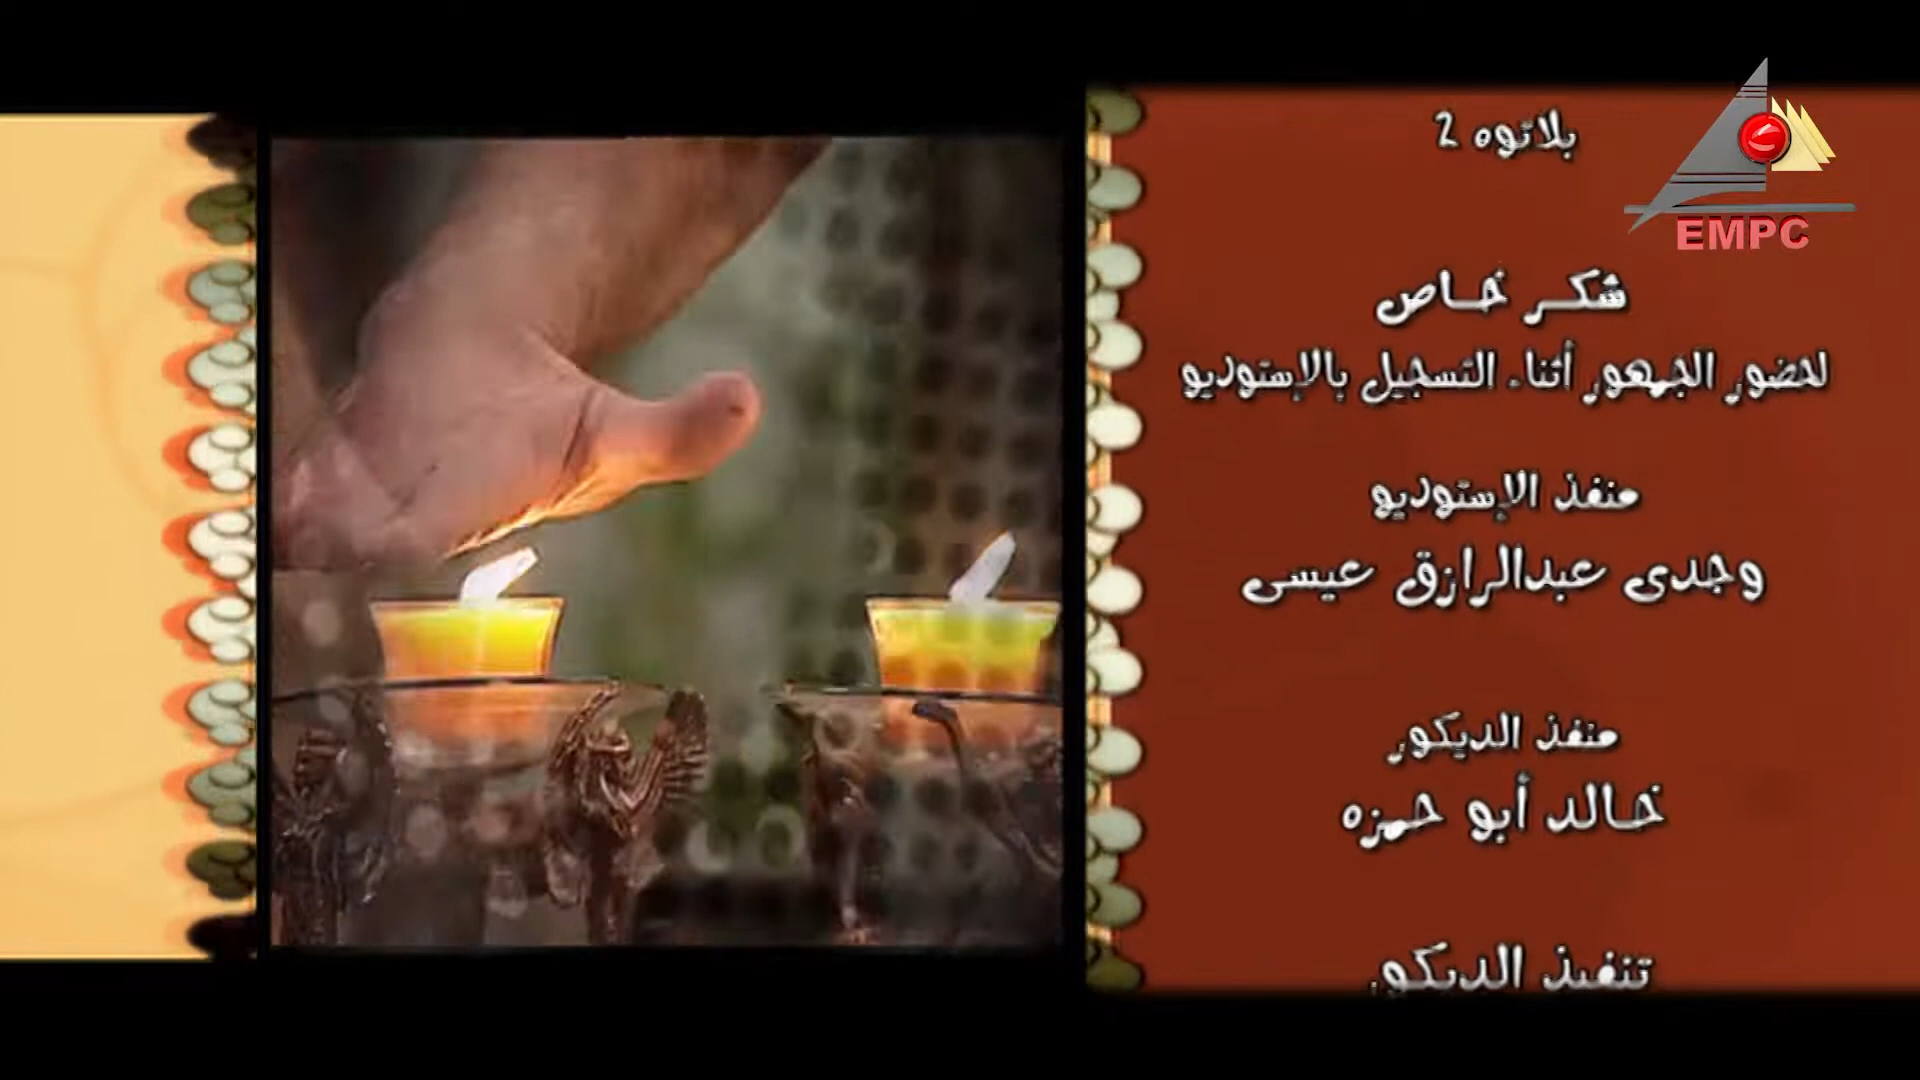 بلاتوه 2
EMPC
شكر خاص
لحضور الجمهور أثناء التسجيل بالإستوديو
منفذ الإستوديو
وجدى عبدالرازق عيسى
منفذ الديكور
خالد أبو حمزه
تنفيذ الديكور